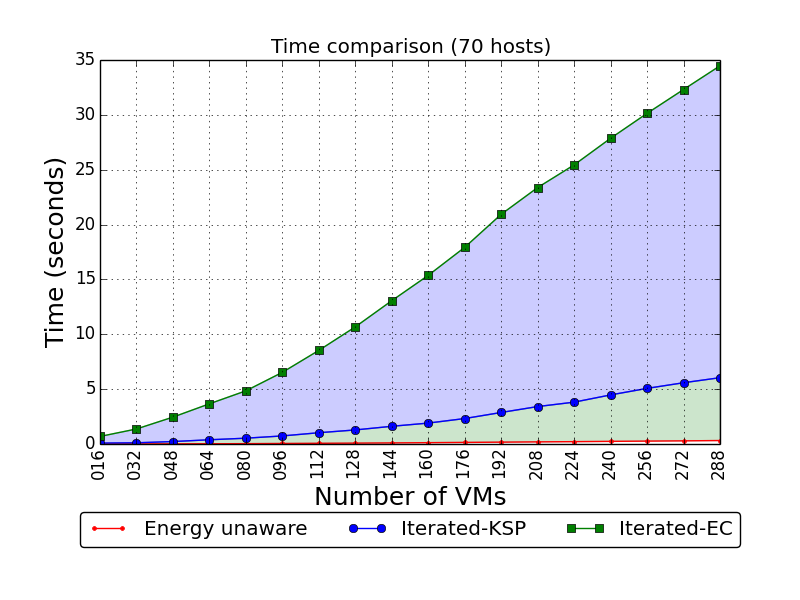 Time comparison (70 hosts)
35
30
25
20
15
10
5
0
Time (seconds)
016 032 048 064 080 096 112 128 144 160 176 192 208 224 240 256 272 288
Number of VMs
Energy unaware Iterated-KSP Iterated-EC